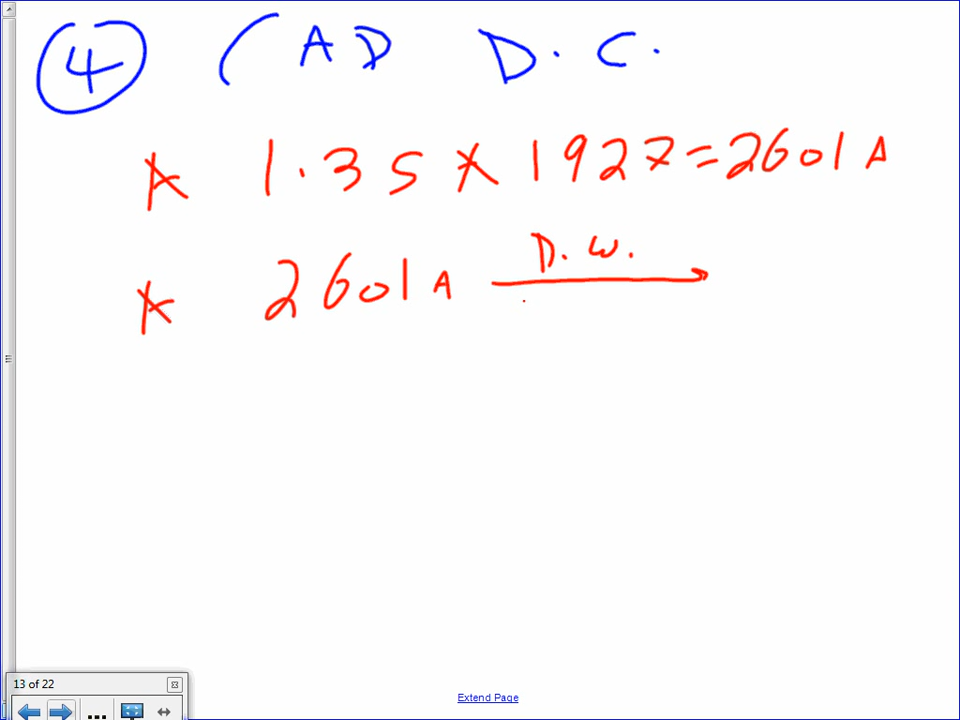 ④ CAD D.C.
* 1.35 * 1927 = 2601 A
D.W.
* 2601 A →
13 of 22
...
Extend Page